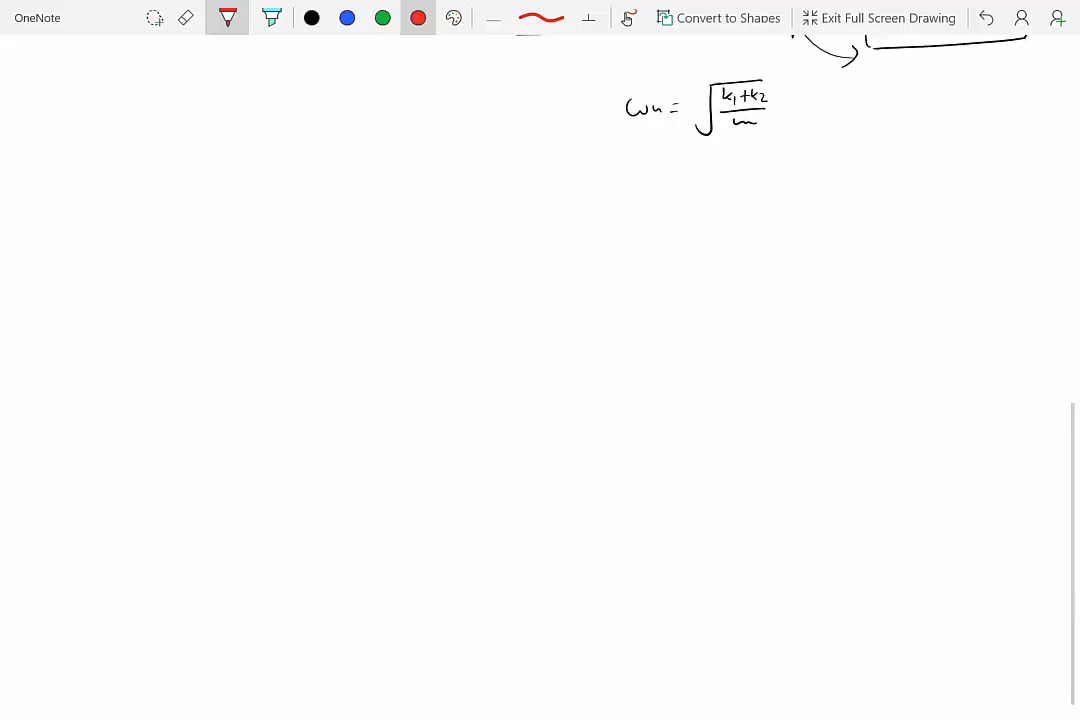 OneNote
Convert to Shapes
Exit Full Screen Drawing
ωn = √((k₁+k₂)/m)